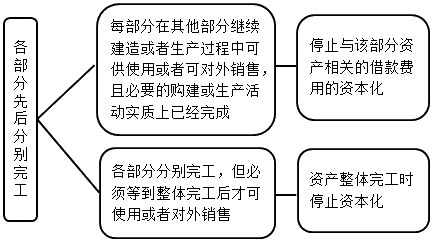 各部分先后分别完工
每部分在其他部分继续
建造或者生产过程中可
供使用或者可对外销售，
且必要的购建或生产活
动实质上已经完成
停止与该部分资
产相关的借款费
用的资本化
各部分分别完工，但必
须等到整体完工后才可
使用或者对外销售
资产整体完工时
停止资本化